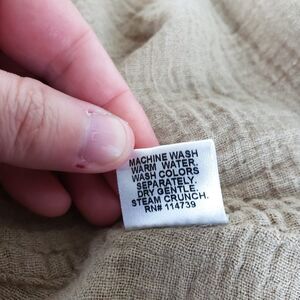 MACHINE WASH
WARM WATER.
WASH COLORS
SEPARATELY.
DRY GENTLE.
STEAM CRUNCH.
RN# 114739